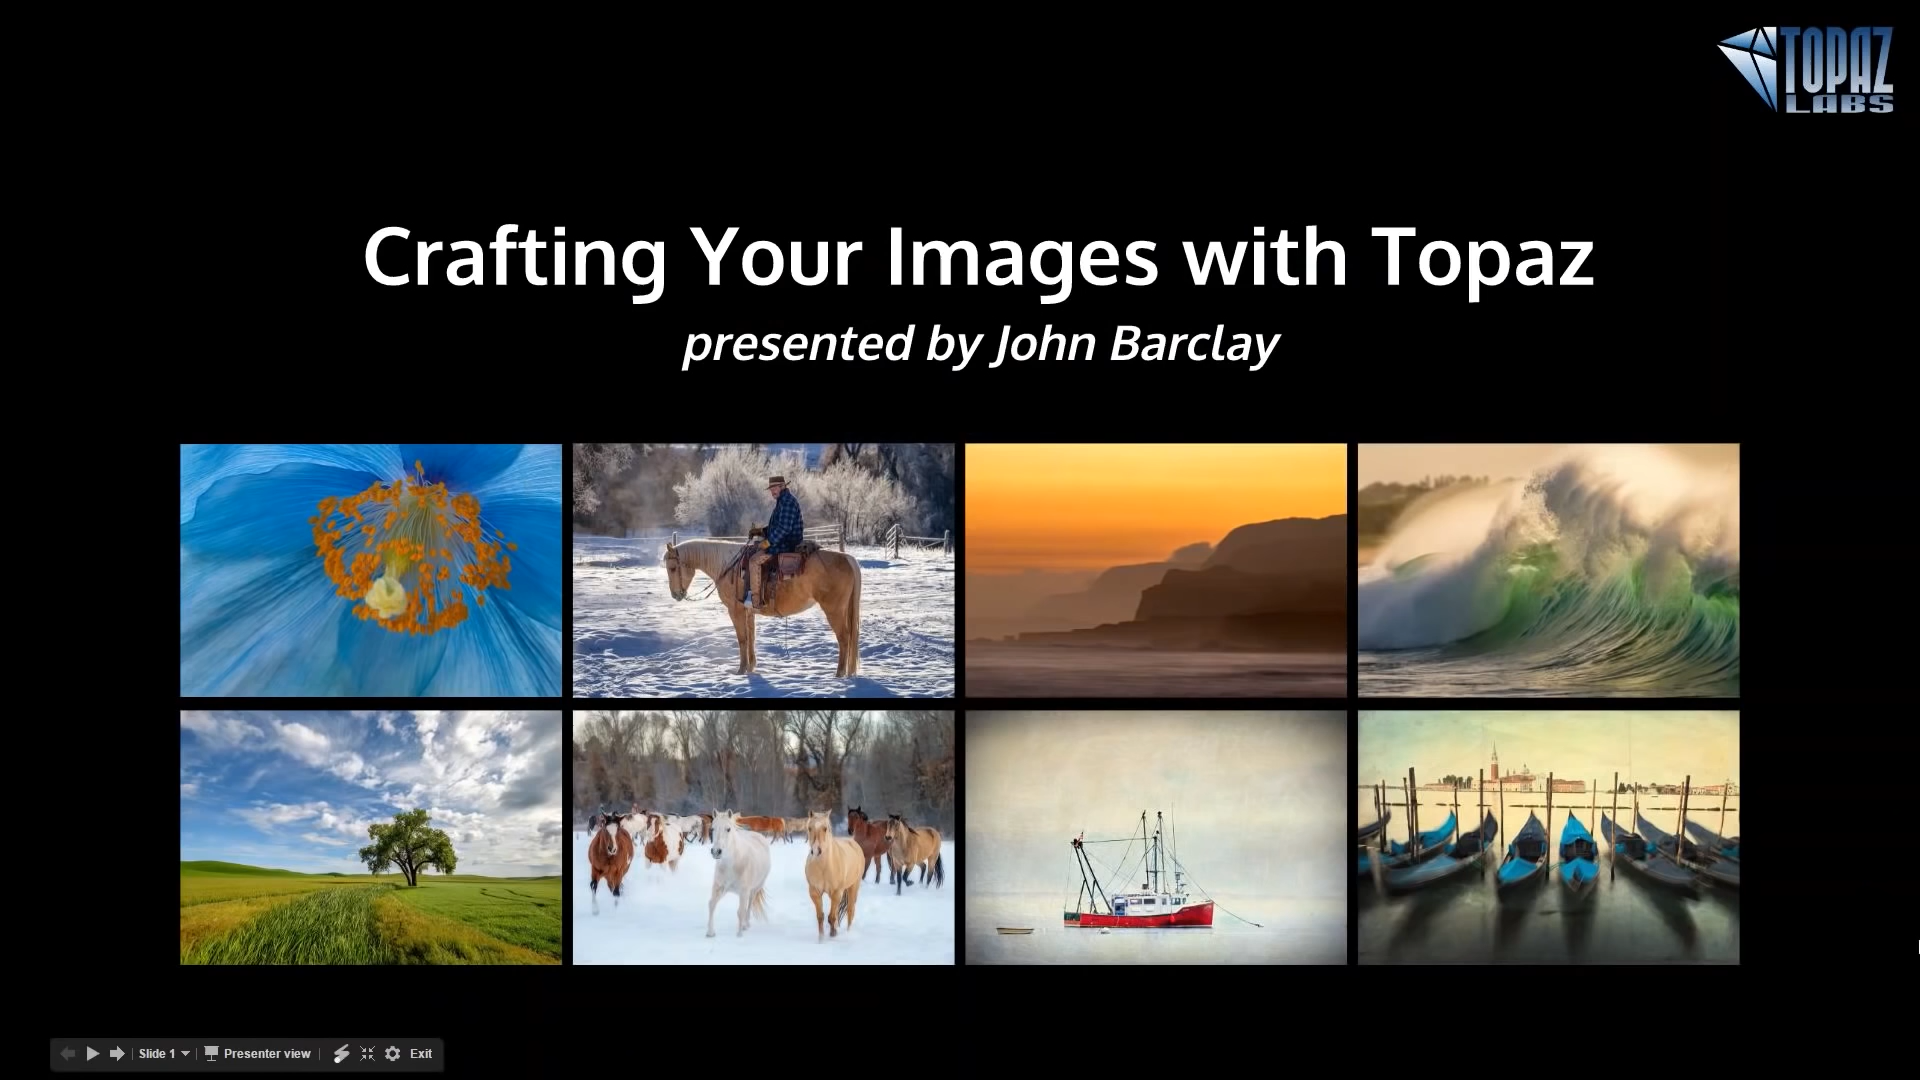 TOPAZ
LABS
Crafting Your Images with Topaz
presented by John Barclay
Slide 1
Presenter view
Exit